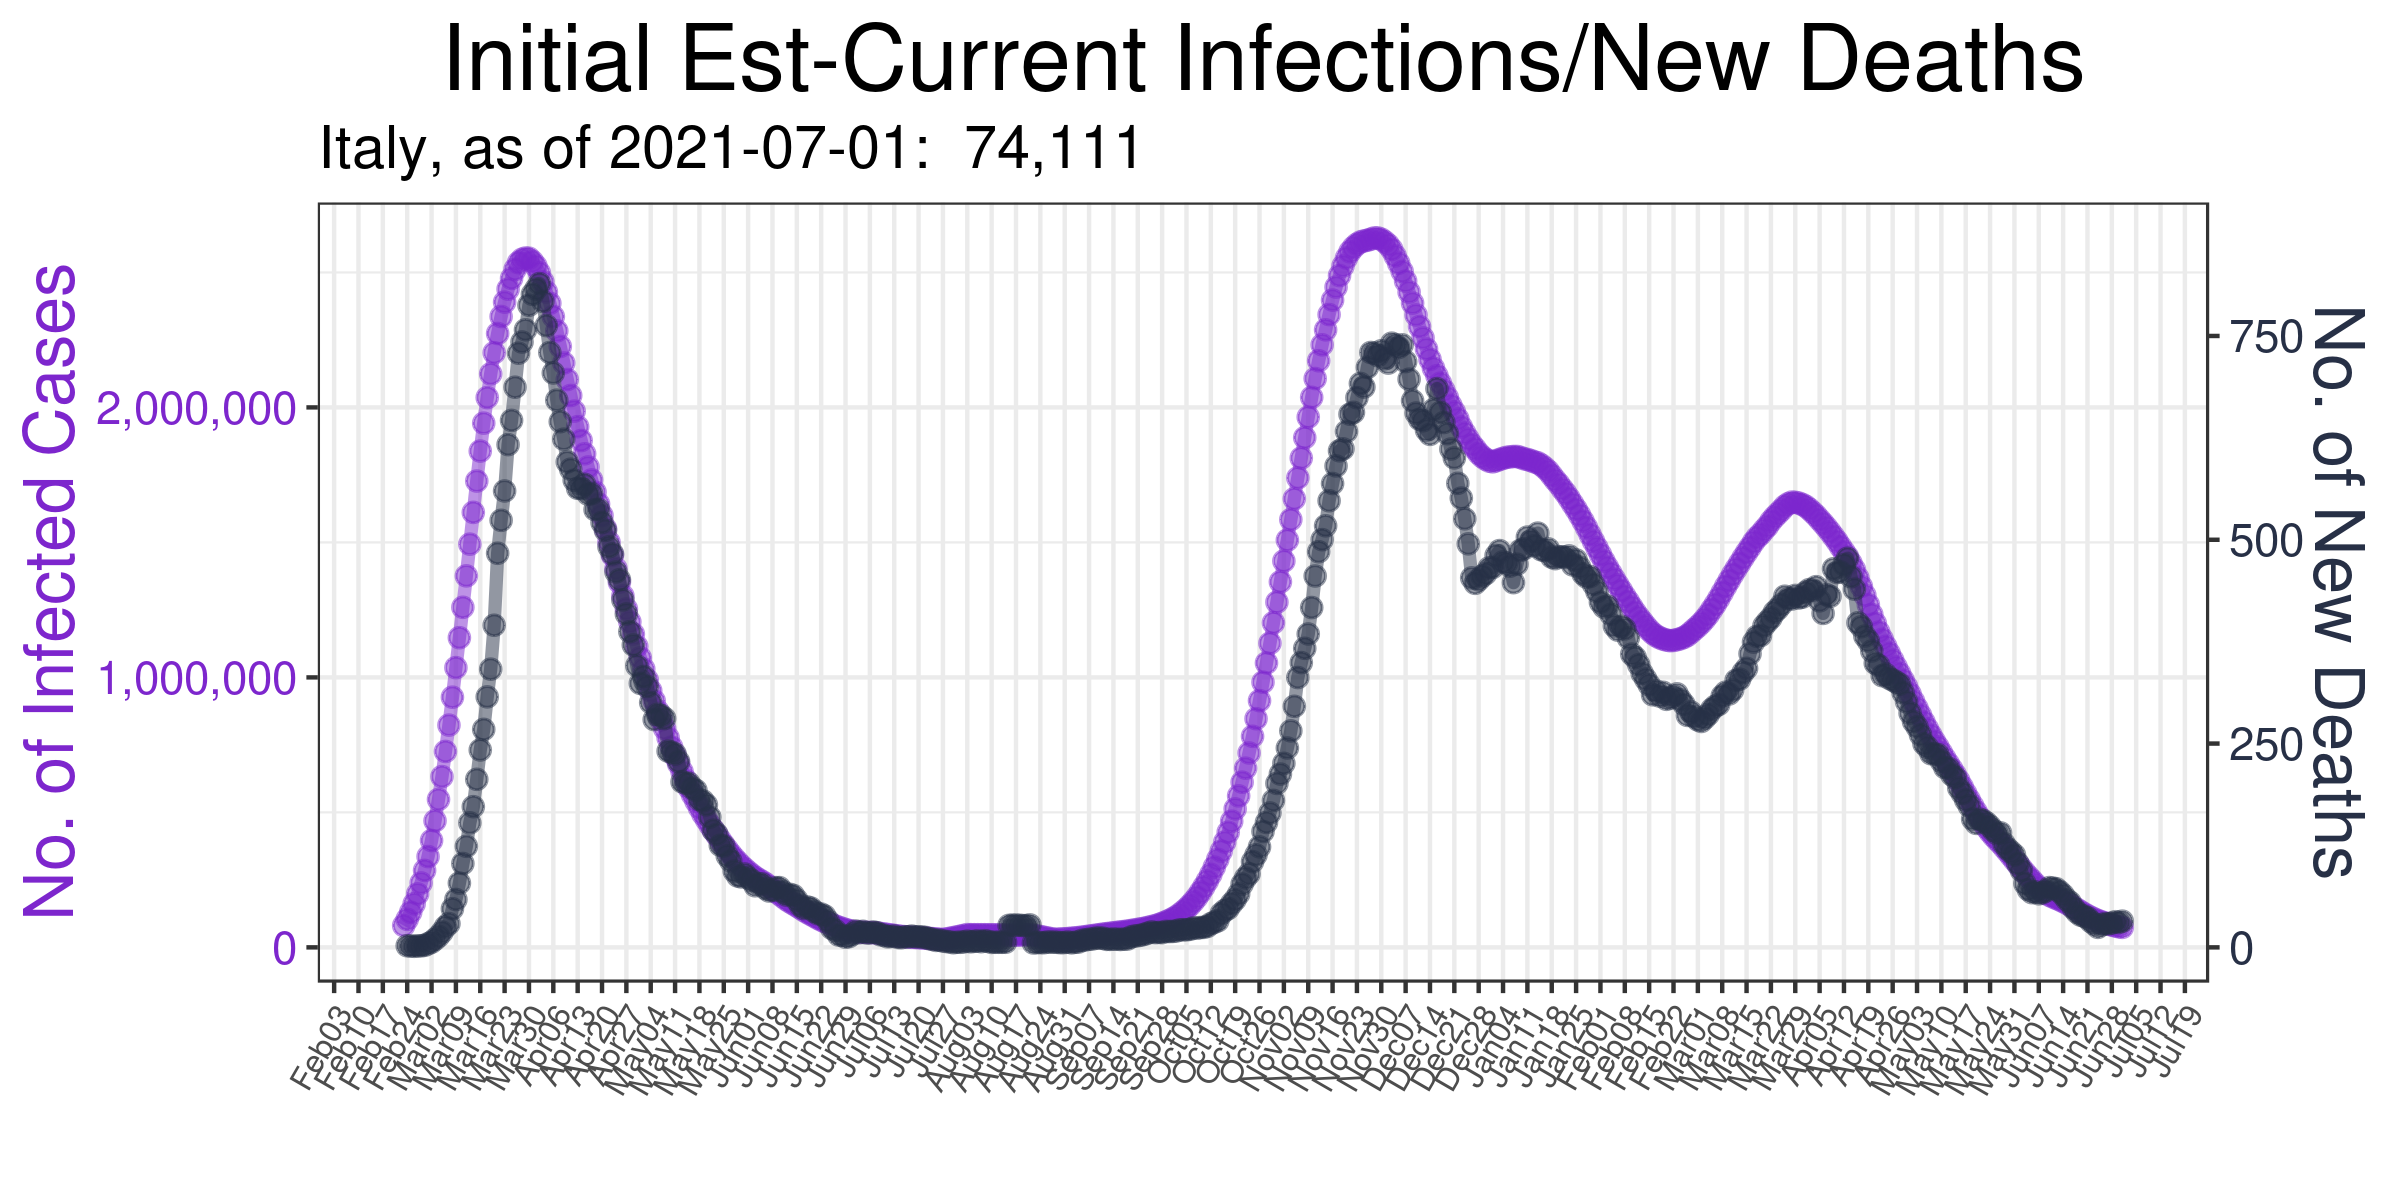 Initial Est-Current Infections/New Deaths
Italy, as of 2021-07-01:  74,111
No. of Infected Cases
2,000,000
1,000,000
0
750
500
250
0
No. of New Deaths
Feb03
Feb10
Feb17
Feb24
Mar02
Mar09
Mar16
Mar23
Mar30
Apr06
Apr13
Apr20
Apr27
May04
May11
May18
May25
Jun01
Jun08
Jun15
Jun22
Jun29
Jul06
Jul13
Jul20
Jul27
Aug03
Aug10
Aug17
Aug24
Aug31
Sep07
Sep14
Sep21
Sep28
Oct05
Oct12
Oct19
Oct26
Nov02
Nov09
Nov16
Nov23
Nov30
Dec07
Dec14
Dec21
Dec28
Jan04
Jan11
Jan18
Jan25
Feb01
Feb08
Feb15
Feb22
Mar01
Mar08
Mar15
Mar22
Mar29
Apr05
Apr12
Apr19
Apr26
May03
May10
May17
May24
May31
Jun07
Jun14
Jun21
Jun28
Jul05
Jul12
Jul19